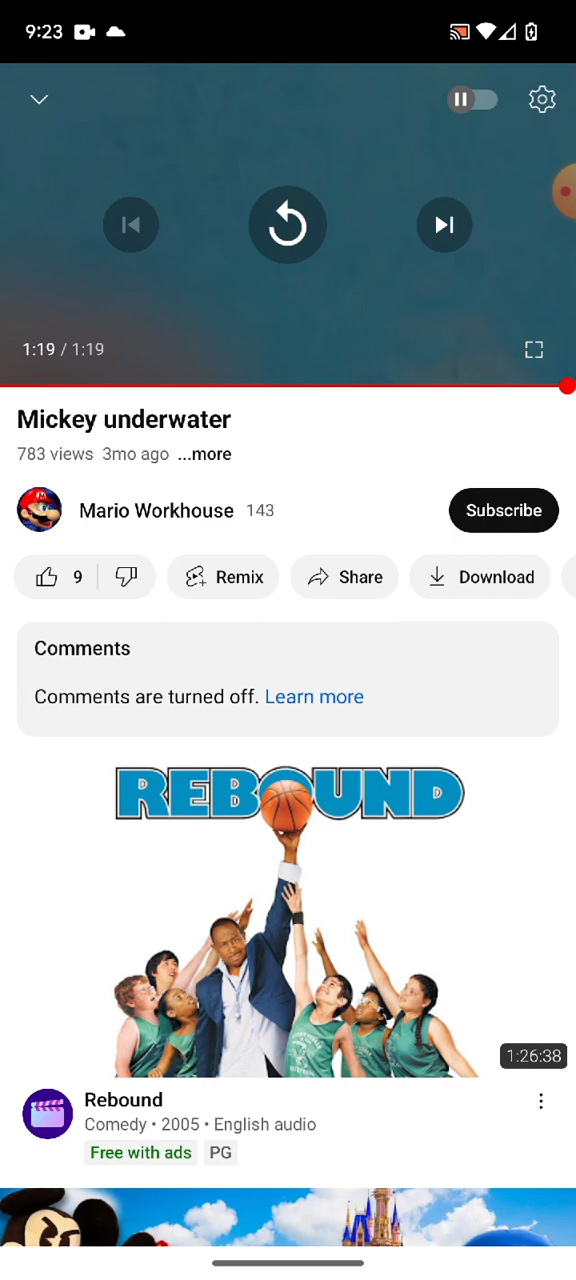 9:23
1:19 / 1:19
Mickey underwater
783 views 3mo ago ...more
Mario Workhouse 143
Subscribe
9
Remix
Share
Download
Comments
Comments are turned off. Learn more
REBOUND
1:26:38
Rebound
Comedy • 2005 • English audio
Free with ads
PG